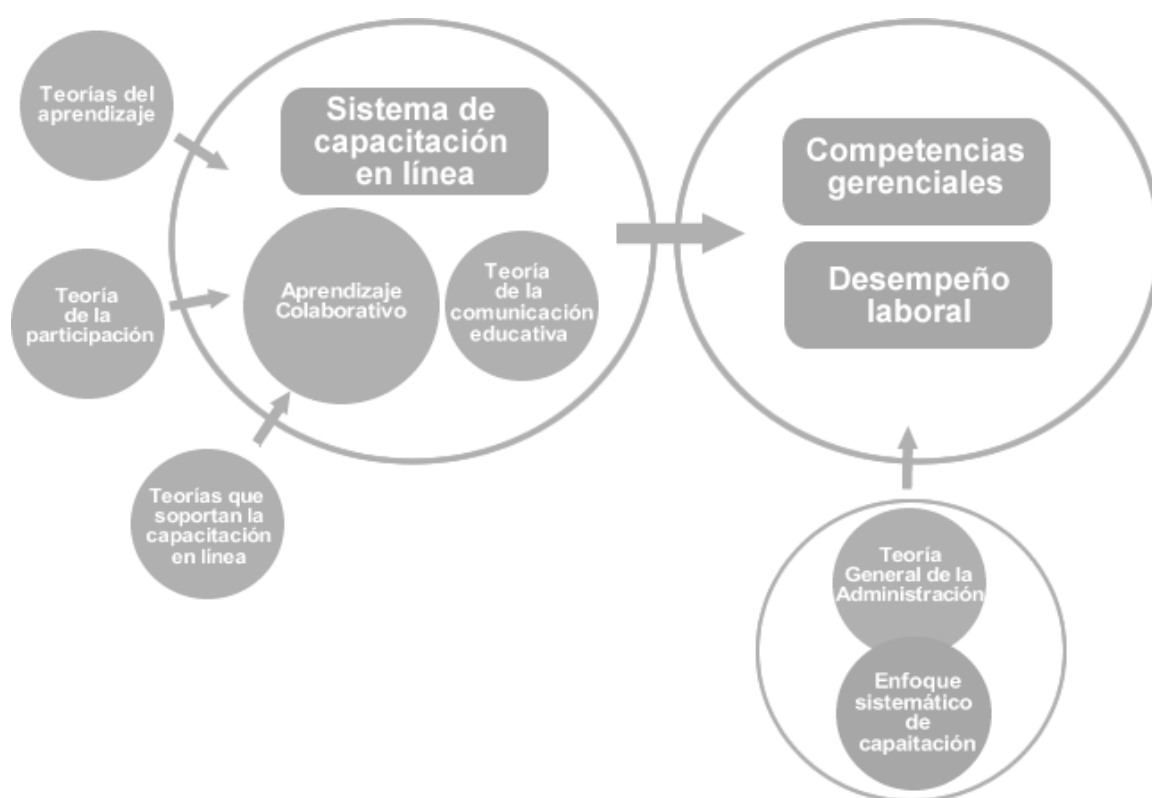 Teorías del
aprendizaje
Sistema de
capacitación
en línea
Teoría
de la
participación
Aprendizaje
Colaborativo
Teoría
de la
comunicación
educativa
Teorías que
soportan la
capacitación
en línea
Competencias
gerenciales
Desempeño
laboral
Teoría
General de la
Administración
Enfoque
sistemático
de
capaitación